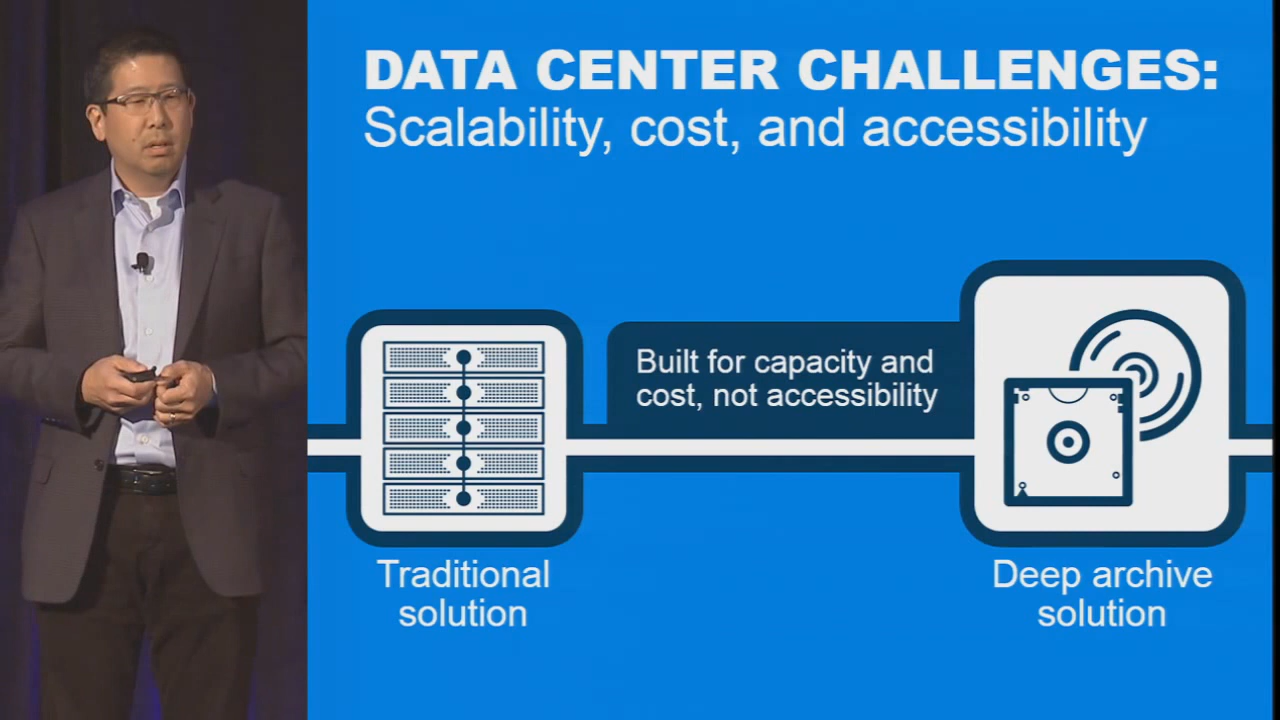 DATA CENTER CHALLENGES:
Scalability, cost, and accessibility
Built for capacity and
cost, not accessibility
Traditional
solution
Deep archive
solution